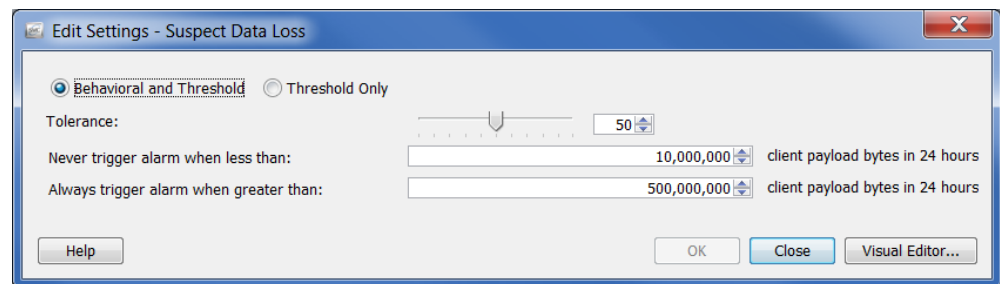 Edit Settings - Suspect Data Loss
Behavioral and Threshold Threshold Only
Tolerance: 50
Never trigger alarm when less than: 10,000,000 client payload bytes in 24 hours
Always trigger alarm when greater than: 500,000,000 client payload bytes in 24 hours
Help OK Close Visual Editor...